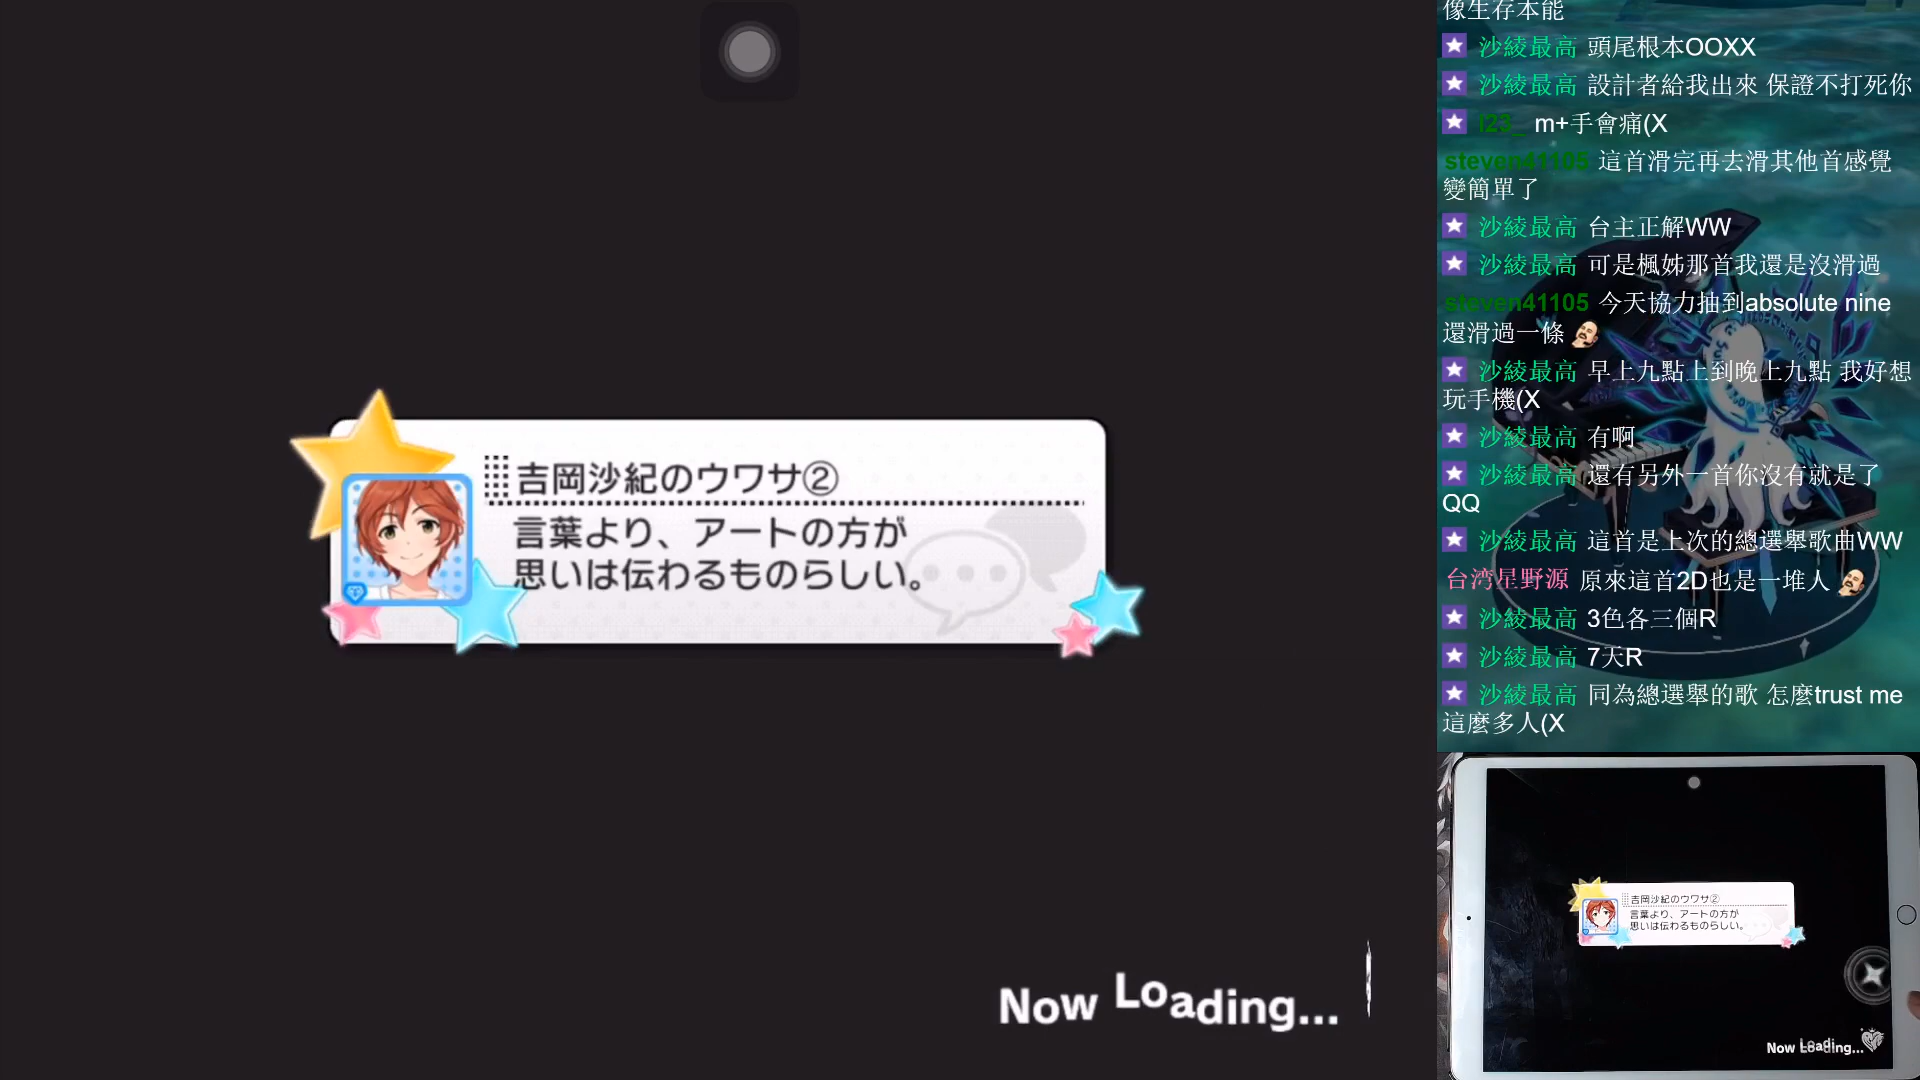 吉岡沙紀のウワサ②
言葉より、アートの方が
思いは伝わるものらしい。
Now Loading...
像生存本能
沙綾最高 頭尾根本OOXX
沙綾最高 設計者給我出來 保證不打死你
i23_ m+手會痛(X
steven41105 這首滑完再去滑其他首感覺
變簡單了
沙綾最高 台主正解WW
沙綾最高 可是楓姊那首我還是沒滑過
steven41105 今天協力抽到absolute nine
還滑過一條
沙綾最高 早上九點上到晚上九點 我好想
玩手機(X
沙綾最高 有啊
沙綾最高 還有另外一首你沒有就是了
QQ
沙綾最高 這首是上次的總選舉歌曲WW
台湾星野源 原來這首2D也是一堆人
沙綾最高 3色各三個R
沙綾最高 7天R
沙綾最高 同為總選舉的歌 怎麼trust me
這麼多人(X
吉岡沙紀のウワサ②
言葉より、アートの方が
思いは伝わるものらしい。
Now Loading...